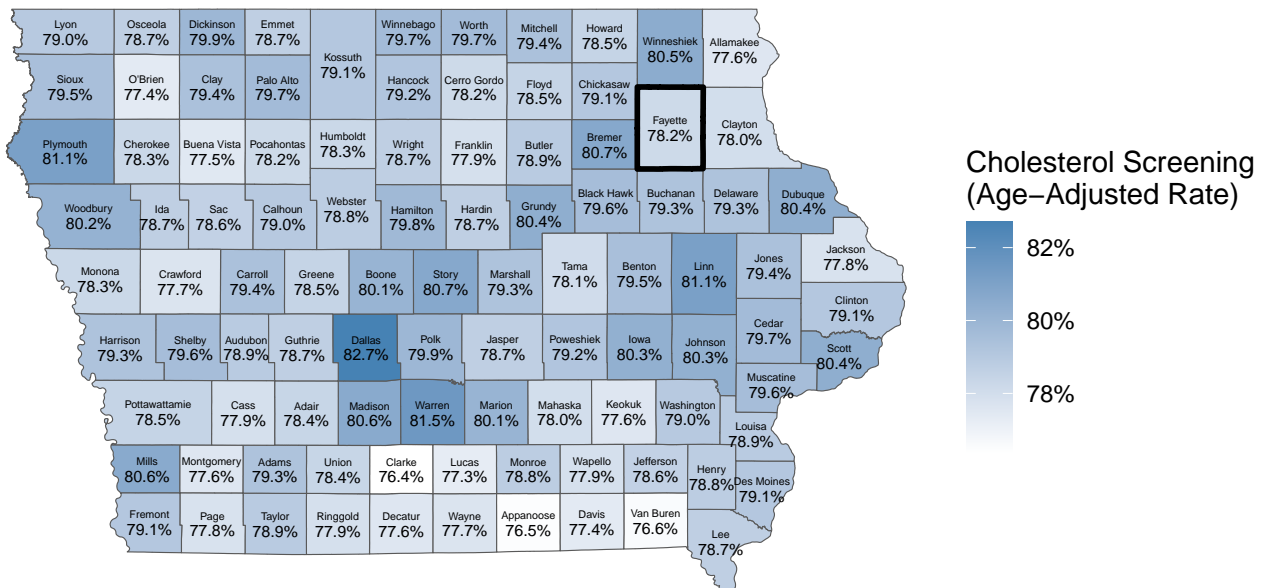 Lyon
79.0%
Osceola
78.7%
Dickinson
79.9%
Emmet
78.7%
Winnebago
79.7%
Worth
79.7%
Mitchell
79.4%
Howard
78.5%
Winneshiek
80.5%
Allamakee
77.6%
Kossuth
79.1%
Sioux
79.5%
O'Brien
77.4%
Clay
79.4%
Palo Alto
79.7%
Hancock
79.2%
Cerro Gordo
78.2%
Floyd
78.5%
Chickasaw
79.1%
Fayette
78.2%
Clayton
78.0%
Plymouth
81.1%
Cherokee
78.3%
Buena Vista
77.5%
Pocahontas
78.2%
Humboldt
78.3%
Wright
78.7%
Franklin
77.9%
Butler
78.9%
Bremer
80.7%
Woodbury
80.2%
Ida
78.7%
Sac
78.6%
Calhoun
79.0%
Webster
78.8%
Hamilton
79.8%
Hardin
78.7%
Grundy
80.4%
Black Hawk
79.6%
Buchanan
79.3%
Delaware
79.3%
Dubuque
80.4%
Monona
78.3%
Crawford
77.7%
Carroll
79.4%
Greene
78.5%
Boone
80.1%
Story
80.7%
Marshall
79.3%
Tama
78.1%
Benton
79.5%
Linn
81.1%
Jones
79.4%
Jackson
77.8%
Clinton
79.1%
Harrison
79.3%
Shelby
79.6%
Audubon
78.9%
Guthrie
78.7%
Dallas
82.7%
Polk
79.9%
Jasper
78.7%
Poweshiek
79.2%
Iowa
80.3%
Johnson
80.3%
Cedar
79.7%
Scott
80.4%
Muscatine
79.6%
Pottawattamie
78.5%
Cass
77.9%
Adair
78.4%
Madison
80.6%
Warren
81.5%
Marion
80.1%
Mahaska
78.0%
Keokuk
77.6%
Washington
79.0%
Louisa
78.9%
Mills
80.6%
Montgomery
77.6%
Adams
79.3%
Union
78.4%
Clarke
76.4%
Lucas
77.3%
Monroe
78.8%
Wapello
77.9%
Jefferson
78.6%
Henry
78.8%
Des Moines
79.1%
Fremont
79.1%
Page
77.8%
Taylor
78.9%
Ringgold
77.9%
Decatur
77.6%
Wayne
77.7%
Appanoose
76.5%
Davis
77.4%
Van Buren
76.6%
Lee
78.7%
Cholesterol Screening
(Age−Adjusted Rate)
82%
80%
78%